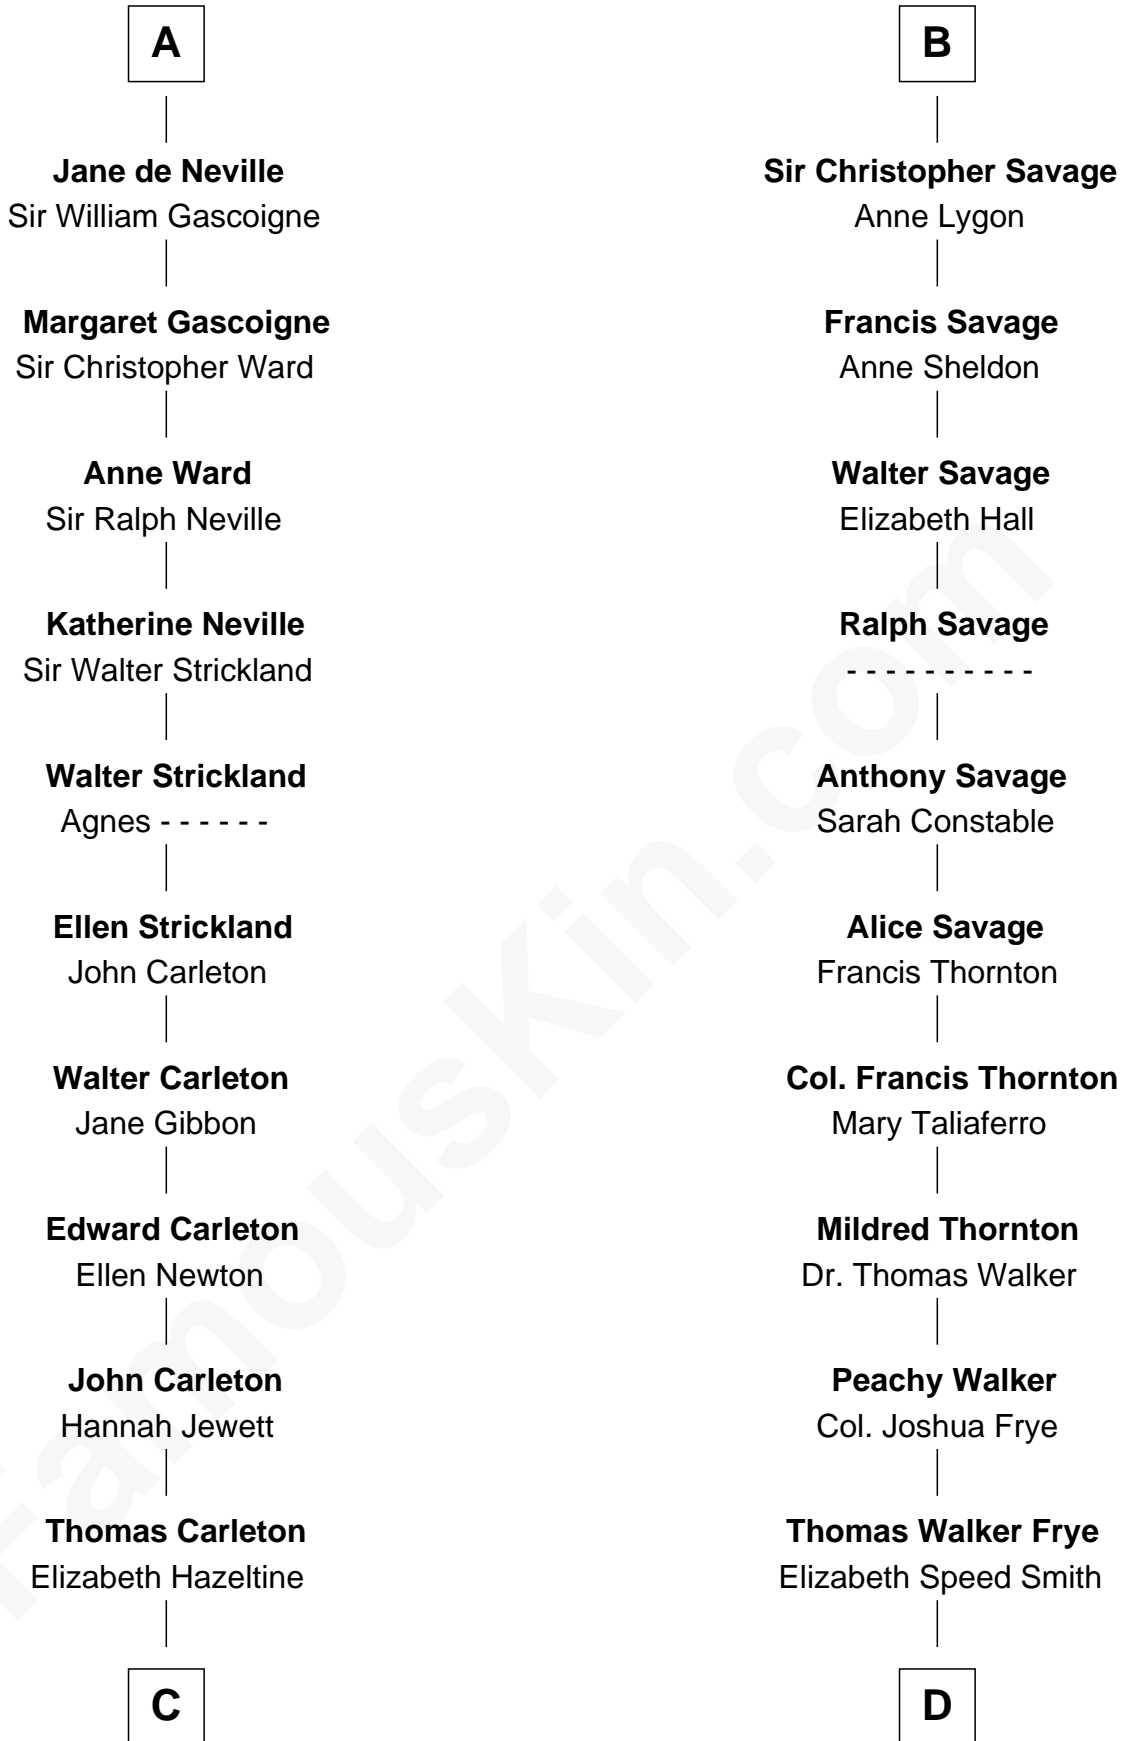 A
Jane de Neville
Sir William Gascoigne
Margaret Gascoigne
Sir Christopher Ward
Anne Ward
Sir Ralph Neville
Katherine Neville
Sir Walter Strickland
Walter Strickland
Agnes - - - - - -
Ellen Strickland
John Carleton
Walter Carleton
Jane Gibbon
Edward Carleton
Ellen Newton
John Carleton
Hannah Jewett
Thomas Carleton
Elizabeth Hazeltine
C
B
Sir Christopher Savage
Anne Lygon
Francis Savage
Anne Sheldon
Walter Savage
Elizabeth Hall
Ralph Savage
- - - - - - - - - -
Anthony Savage
Sarah Constable
Alice Savage
Francis Thornton
Col. Francis Thornton
Mary Taliaferro
Mildred Thornton
Dr. Thomas Walker
Peachy Walker
Col. Joshua Frye
Thomas Walker Frye
Elizabeth Speed Smith
D
FamousKin.com